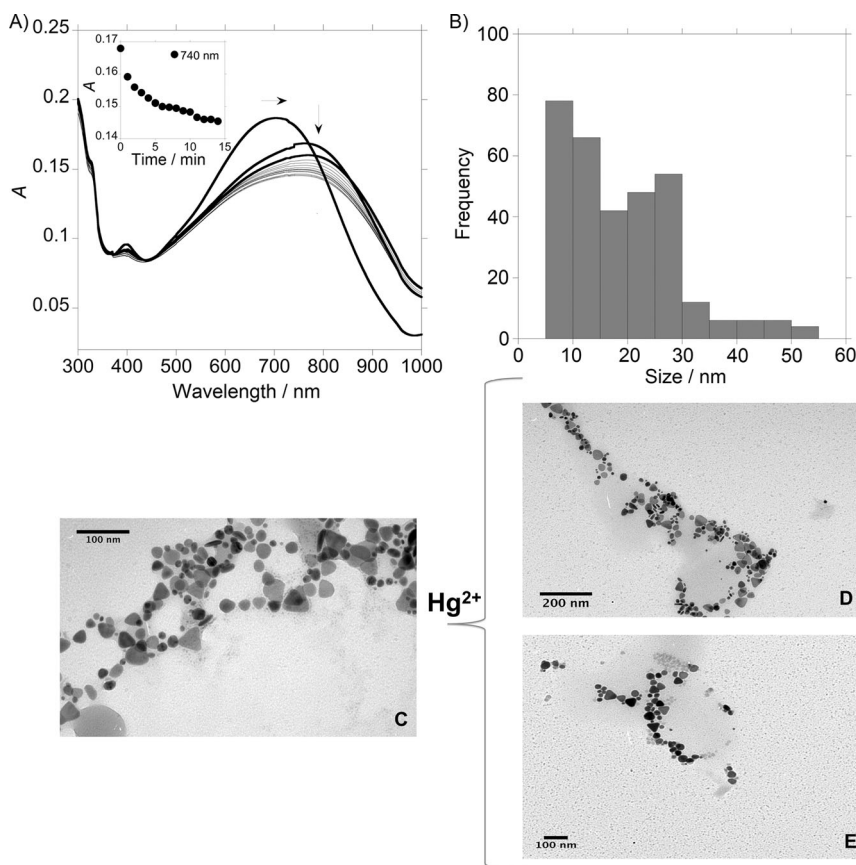 A)
0.25
0.2
0.15
0.1
0.05
A
300 400 500 600 700 800 900 1000
Wavelength / nm
0.17
0.16
0.15
0.14
A
740 nm
0 5 10 15
Time / min
B)
100
80
60
40
20
0
Frequency
0 10 20 30 40 50 60
Size / nm
100 nm
C
Hg²⁺
200 nm
D
100 nm
E